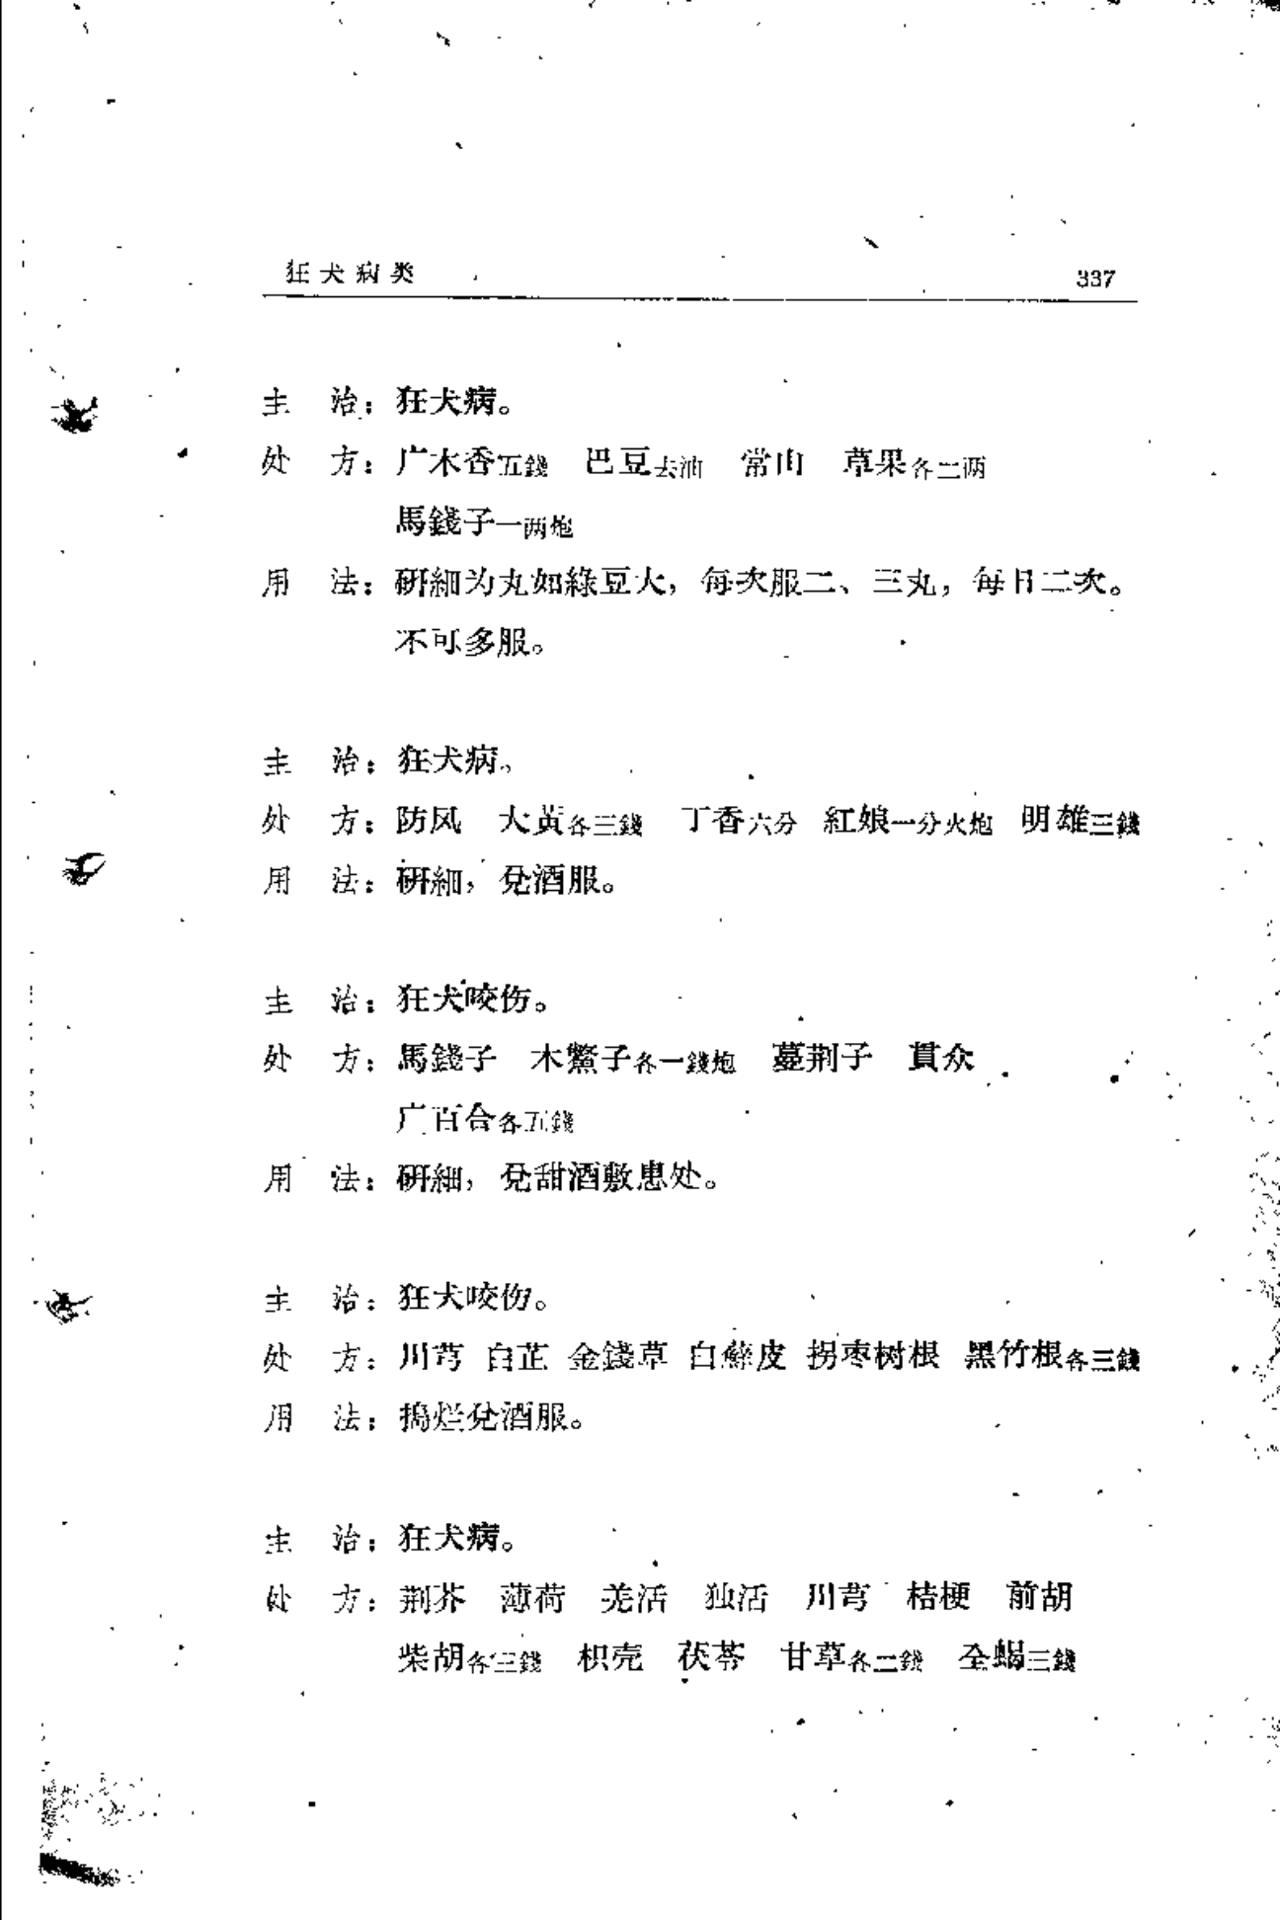 狂犬病类 337
主 治：狂犬病。
处 方：广木香五錢 巴豆去油 常山 草果各二两
馬錢子一两炮
用 法：研細为丸如綠豆大，每次服二、三丸，每日二次。
不可多服。
主 治：狂犬病。
处 方：防风 大黃各三錢 丁香六分 紅娘一分火炮 明雄三錢
用 法：研細，兌酒服。
主 治：狂犬咬伤。
处 方：馬錢子 木鱉子各一錢炮 蔓荆子 貫众
广百合各五錢
用 法：研細，兌甜酒敷患处。
主 治：狂犬咬伤。
处 方：川芎 白芷 金錢草 白蘇皮 拐枣树根 黑竹根各三錢
用 法：搗烂兌酒服。
主 治：狂犬病。
处 方：荆芥 薄荷 羌活 独活 川芎 桔梗 前胡
柴胡各三錢 枳壳 茯苓 甘草各二錢 全蝎三錢